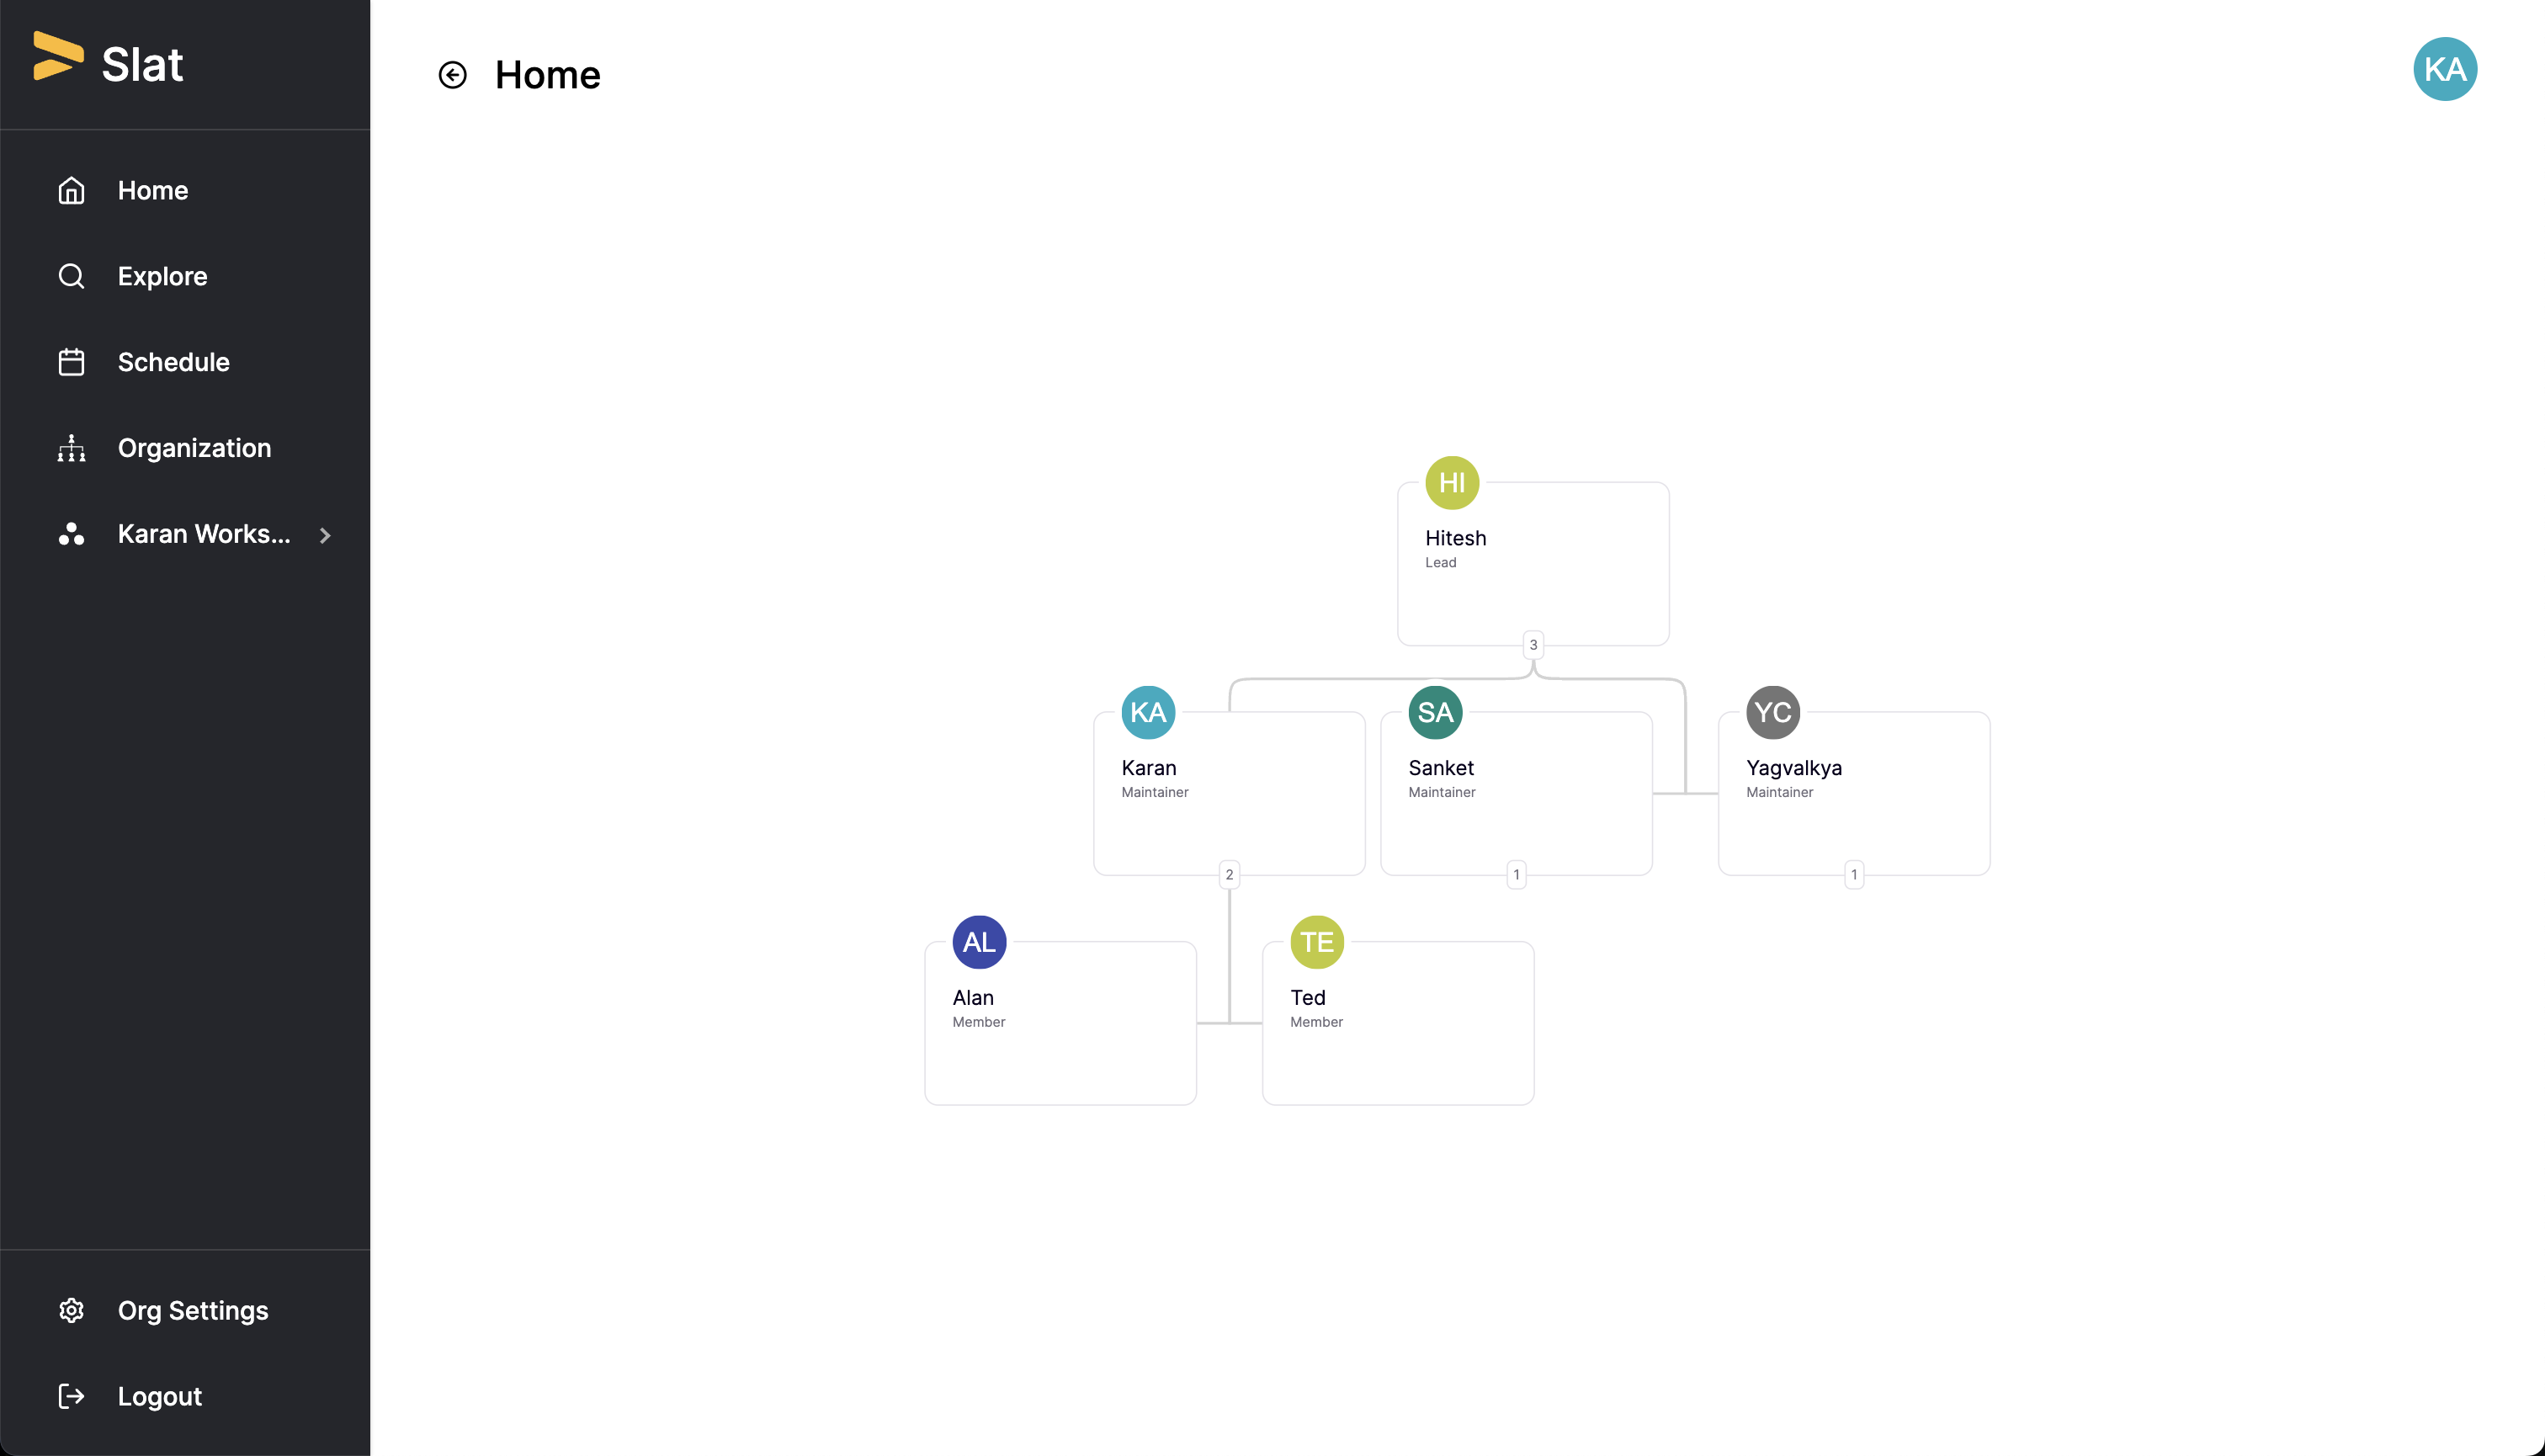 Slat
Home
Explore
Schedule
Organization
Karan Works...
Org Settings
Logout
Home
KA
HI
Hitesh
Lead
3
KA
Karan
Maintainer
2
SA
Sanket
Maintainer
1
YC
Yagvalkya
Maintainer
1
AL
Alan
Member
TE
Ted
Member